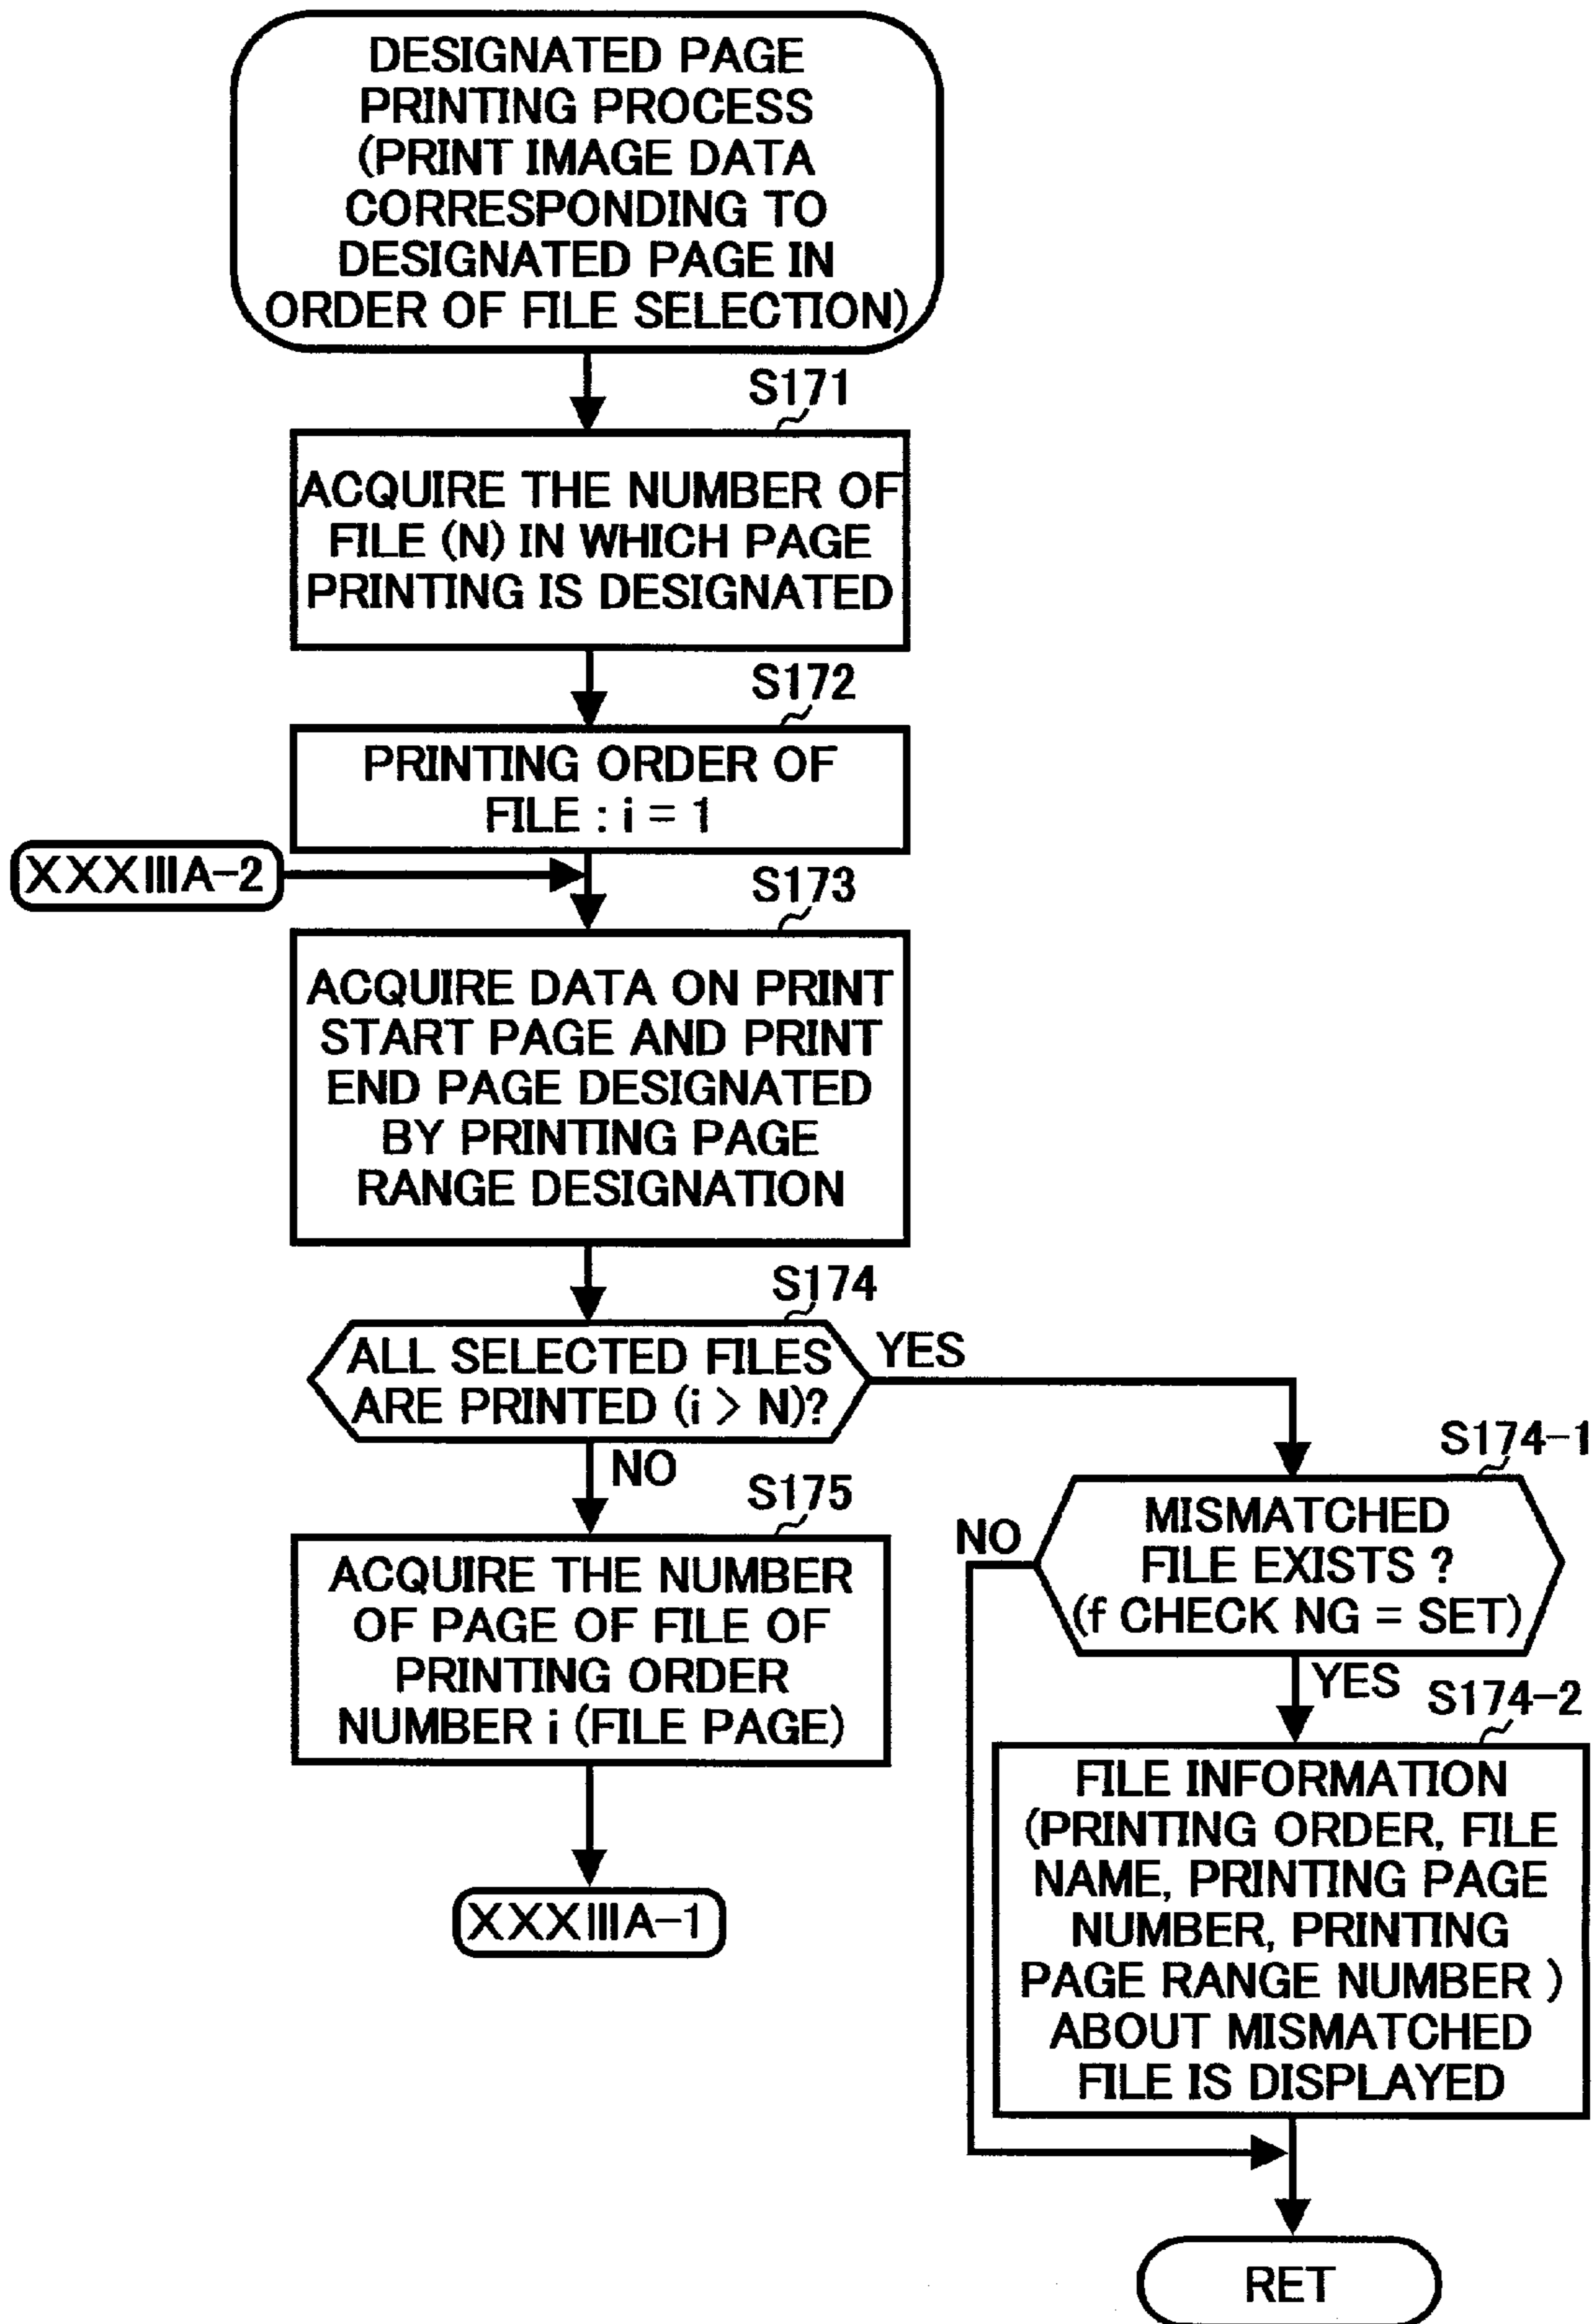 DESIGNATED PAGE
PRINTING PROCESS
(PRINT IMAGE DATA
CORRESPONDING TO
DESIGNATED PAGE IN
ORDER OF FILE SELECTION)
S171
ACQUIRE THE NUMBER OF
FILE (N) IN WHICH PAGE
PRINTING IS DESIGNATED
S172
PRINTING ORDER OF
FILE : i = 1
XXXIIIA-2
S173
ACQUIRE DATA ON PRINT
START PAGE AND PRINT
END PAGE DESIGNATED
BY PRINTING PAGE
RANGE DESIGNATION
S174
ALL SELECTED FILES
ARE PRINTED (i > N)?
YES
NO
S175
ACQUIRE THE NUMBER
OF PAGE OF FILE OF
PRINTING ORDER
NUMBER i (FILE PAGE)
XXXIIIA-1
S174-1
MISMATCHED
FILE EXISTS ?
(f CHECK NG = SET)
NO
YES
S174-2
FILE INFORMATION
(PRINTING ORDER, FILE
NAME, PRINTING PAGE
NUMBER, PRINTING
PAGE RANGE NUMBER )
ABOUT MISMATCHED
FILE IS DISPLAYED
RET